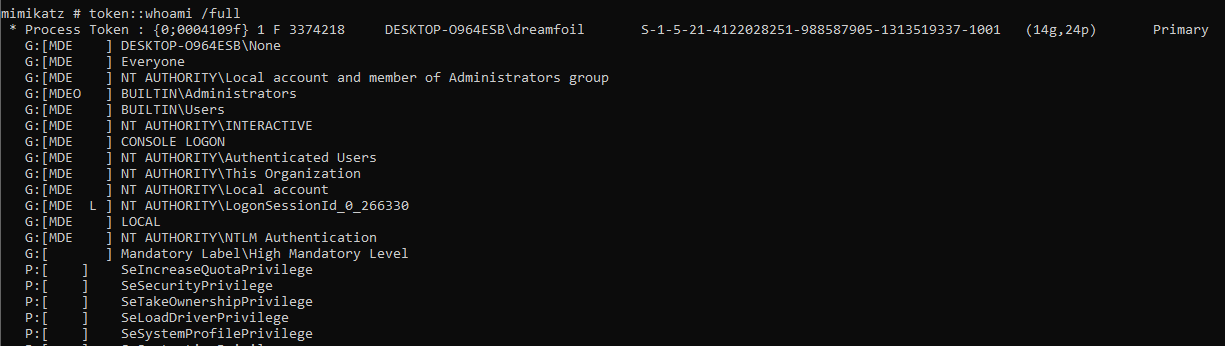 mimikatz # token::whoami /full
* Process Token : {0;0004109f} 1 F 3374218 DESKTOP-O964ESB\dreamfoil S-1-5-21-4122028251-988587905-1313519337-1001 (14g,24p) Primary
G:[MDE    ] DESKTOP-O964ESB\None
G:[MDE    ] Everyone
G:[MDE    ] NT AUTHORITY\Local account and member of Administrators group
G:[MDEO   ] BUILTIN\Administrators
G:[MDE    ] BUILTIN\Users
G:[MDE    ] NT AUTHORITY\INTERACTIVE
G:[MDE    ] CONSOLE LOGON
G:[MDE    ] NT AUTHORITY\Authenticated Users
G:[MDE    ] NT AUTHORITY\This Organization
G:[MDE    ] NT AUTHORITY\Local account
G:[MDE  L ] NT AUTHORITY\LogonSessionId_0_266330
G:[MDE    ] LOCAL
G:[MDE    ] NT AUTHORITY\NTLM Authentication
G:[       ] Mandatory Label\High Mandatory Level
P:[    ]    SeIncreaseQuotaPrivilege
P:[    ]    SeSecurityPrivilege
P:[    ]    SeTakeOwnershipPrivilege
P:[    ]    SeLoadDriverPrivilege
P:[    ]    SeSystemProfilePrivilege